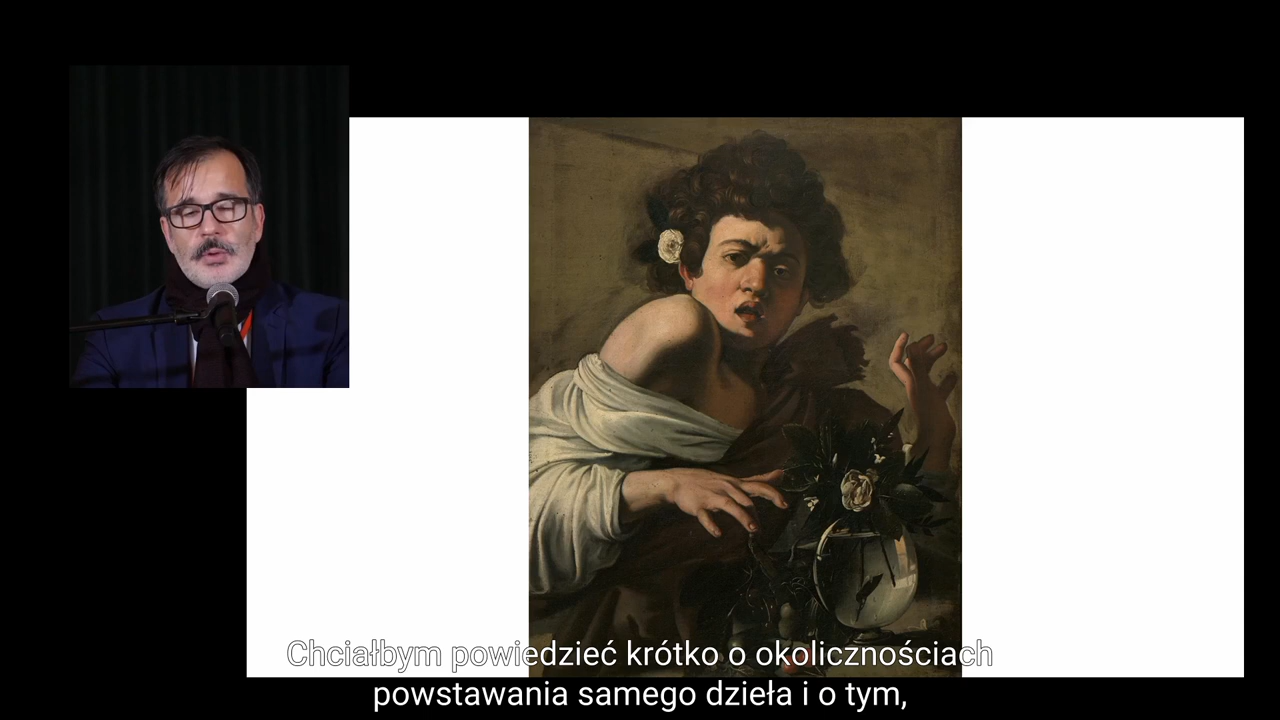 Chciałbym powiedzieć krótko o okolicznościach
powstawania samego dzieła i o tym,